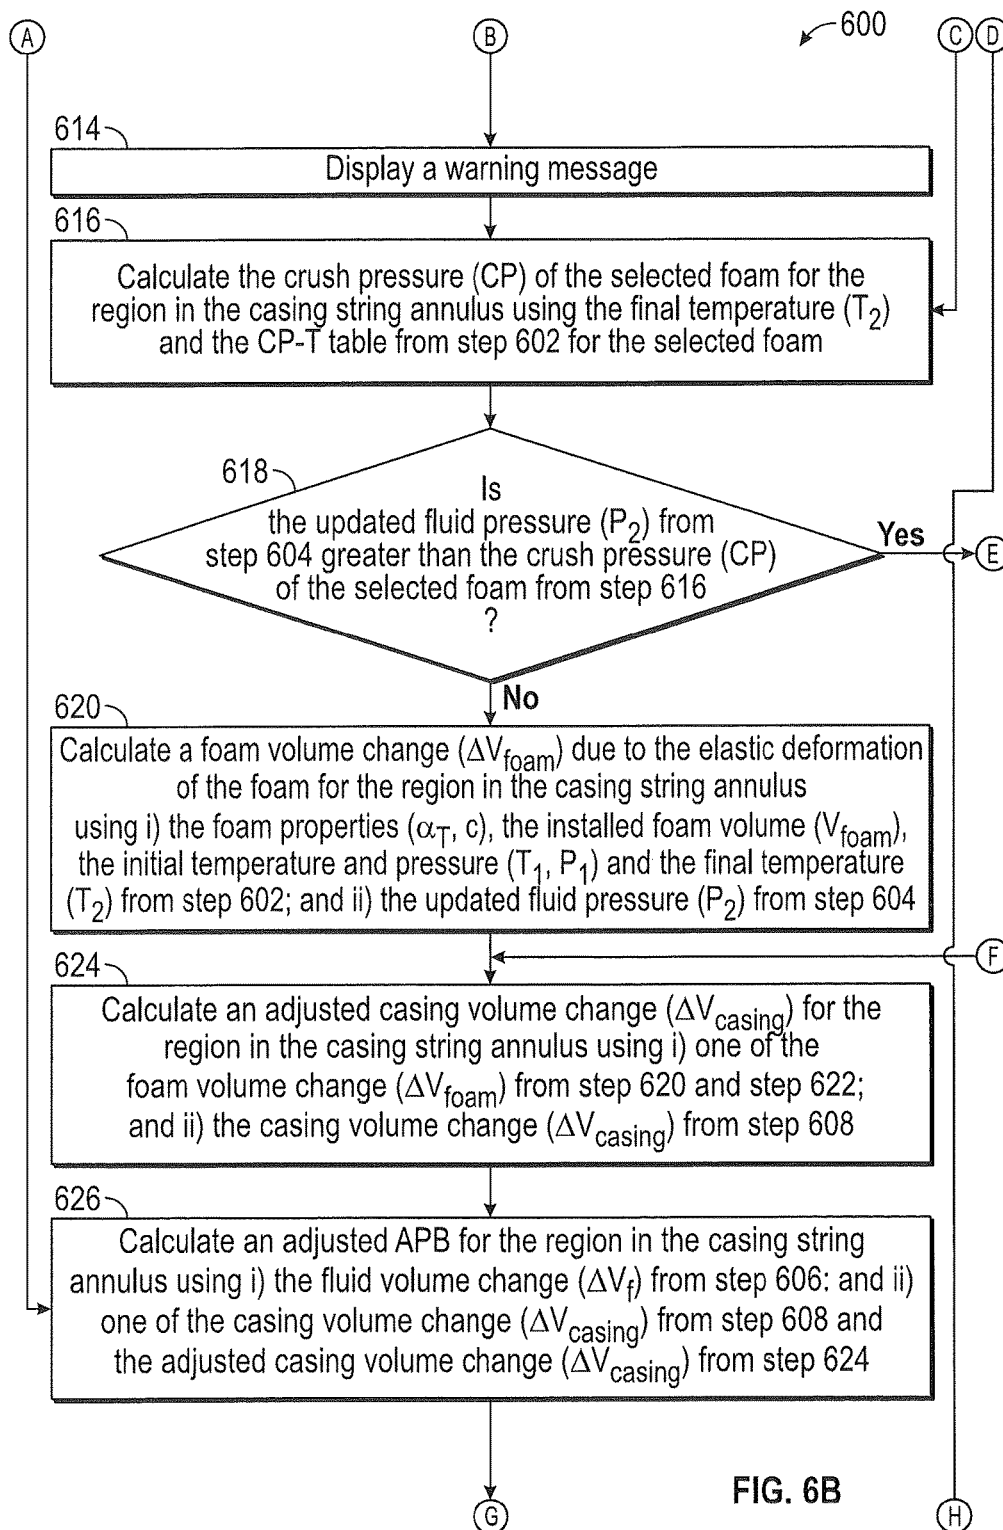 A
B
600
C
D
614
Display a warning message
616
Calculate the crush pressure (CP) of the selected foam for the
region in the casing string annulus using the final temperature (T2)
and the CP-T table from step 602 for the selected foam
618
Is
the updated fluid pressure (P2) from
step 604 greater than the crush pressure (CP)
of the selected foam from step 616
?
Yes
E
No
620
Calculate a foam volume change (ΔVfoam) due to the elastic deformation
of the foam for the region in the casing string annulus
using i) the foam properties (αT, c), the installed foam volume (Vfoam),
the initial temperature and pressure (T1, P1) and the final temperature
(T2) from step 602; and ii) the updated fluid pressure (P2) from step 604
F
624
Calculate an adjusted casing volume change (ΔVcasing) for the
region in the casing string annulus using i) one of the
foam volume change (ΔVfoam) from step 620 and step 622;
and ii) the casing volume change (ΔVcasing) from step 608
626
Calculate an adjusted APB for the region in the casing string
annulus using i) the fluid volume change (ΔVf) from step 606: and ii)
one of the casing volume change (ΔVcasing) from step 608 and
the adjusted casing volume change (ΔVcasing) from step 624
G
FIG. 6B
H